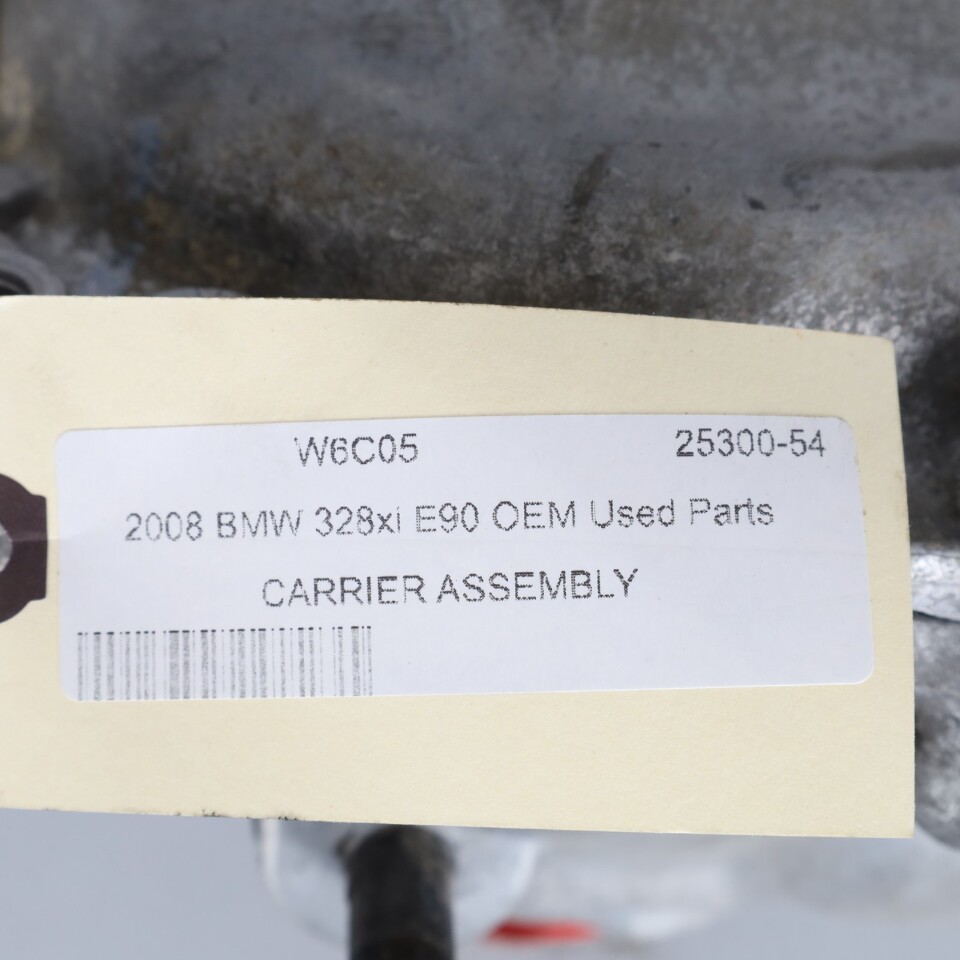 W6C05 25300-54
2008 BMW 328xi E90 OEM Used Parts
CARRIER ASSEMBLY